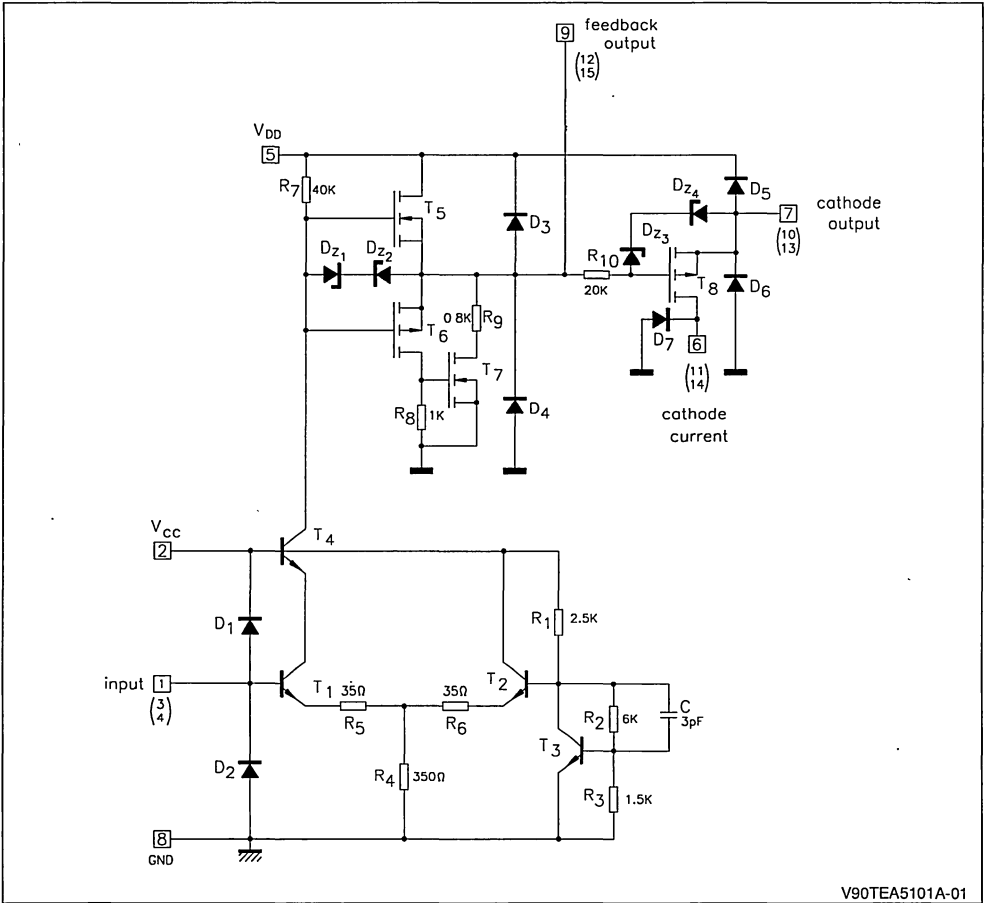 9
feedback
output
(12
15)
VDD
5
R7
40K
T5
Dz1
Dz2
D3
Dz4
D5
7
cathode
output
(10
13)
Dz3
R10
20K
T8
D6
D7
6
(11
14)
cathode
current
T6
0 8K
R9
T7
R8
1K
D4
VCC
2
T4
D1
R1
2.5K
input
1
(3
4)
T1
35Ω
R5
35Ω
R6
T2
R2
6K
C
3pF
T3
D2
R4
350Ω
R3
1.5K
8
GND
V90TEA5101A-01